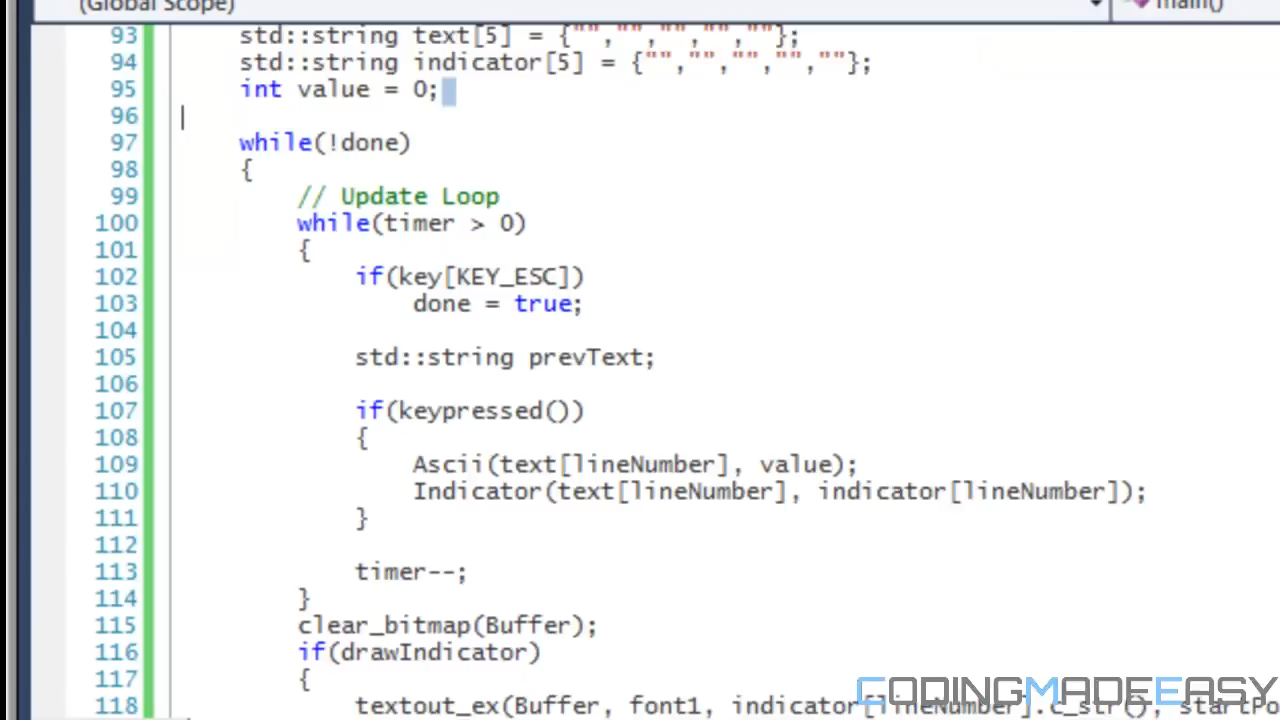 (Global Scope)
main()
93 std::string text[5] = {"","","","",""};
94 std::string indicator[5] = {"","","","",""};
95 int value = 0;
96
97 while(!done)
98 {
99 // Update Loop
100 while(timer > 0)
101 {
102 if(key[KEY_ESC])
103 done = true;
104
105 std::string prevText;
106
107 if(keypressed())
108 {
109 Ascii(text[lineNumber], value);
110 Indicator(text[lineNumber], indicator[lineNumber]);
111 }
112
113 timer--;
114 }
115 clear_bitmap(Buffer);
116 if(drawIndicator)
117 {
118 textout_ex(Buffer, font1, indicator[lineNumber].c_str(), startPo
CODINGMADEEASY